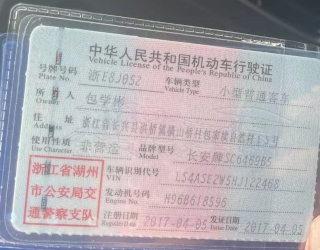 中华人民共和国机动车行驶证
Vehicle License of the People's Republic of China
号牌号码 浙E8J052 车辆类型 小型普通客车
Plate No. Vehicle Type
所有人 包学彬
Owner
住址 浙江省
Address
使用性质 非营运 品牌型号 长安牌SC6469B5
Use Character Model
浙江省湖州
市公安局交
通警察支队
车辆识别代号 LS4ASE2W5HJ122468
VIN
发动机号码 H968G18596
Engine No.
注册日期 2017-04-05 发证日期 2017-04-05
Register Date Issue Date